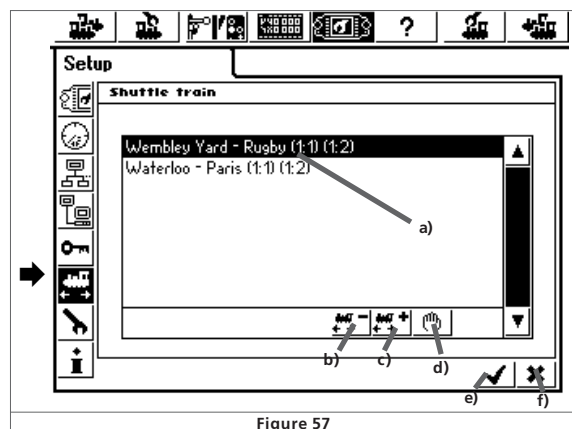 ?
Setup
Shuttle train
Wembley Yard - Rugby (1:1) (1:2)
Waterloo - Paris (1:1) (1:2)
a)
b)
c)
d)
e)
f)
Figure 57